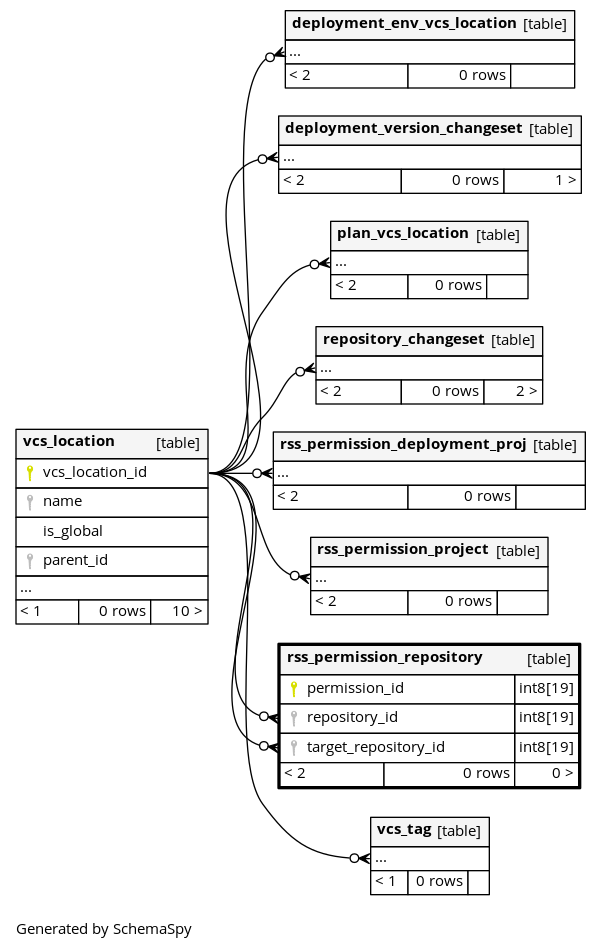 deployment_env_vcs_location [table]
...
< 2 0 rows
deployment_version_changeset [table]
...
< 2 0 rows 1 >
plan_vcs_location [table]
...
< 2 0 rows
repository_changeset [table]
...
< 2 0 rows 2 >
vcs_location [table]
vcs_location_id
name
is_global
parent_id
...
< 1 0 rows 10 >
rss_permission_deployment_proj [table]
...
< 2 0 rows
rss_permission_project [table]
...
< 2 0 rows
rss_permission_repository [table]
permission_id int8[19]
repository_id int8[19]
target_repository_id int8[19]
< 2 0 rows 0 >
vcs_tag [table]
...
< 1 0 rows
Generated by SchemaSpy